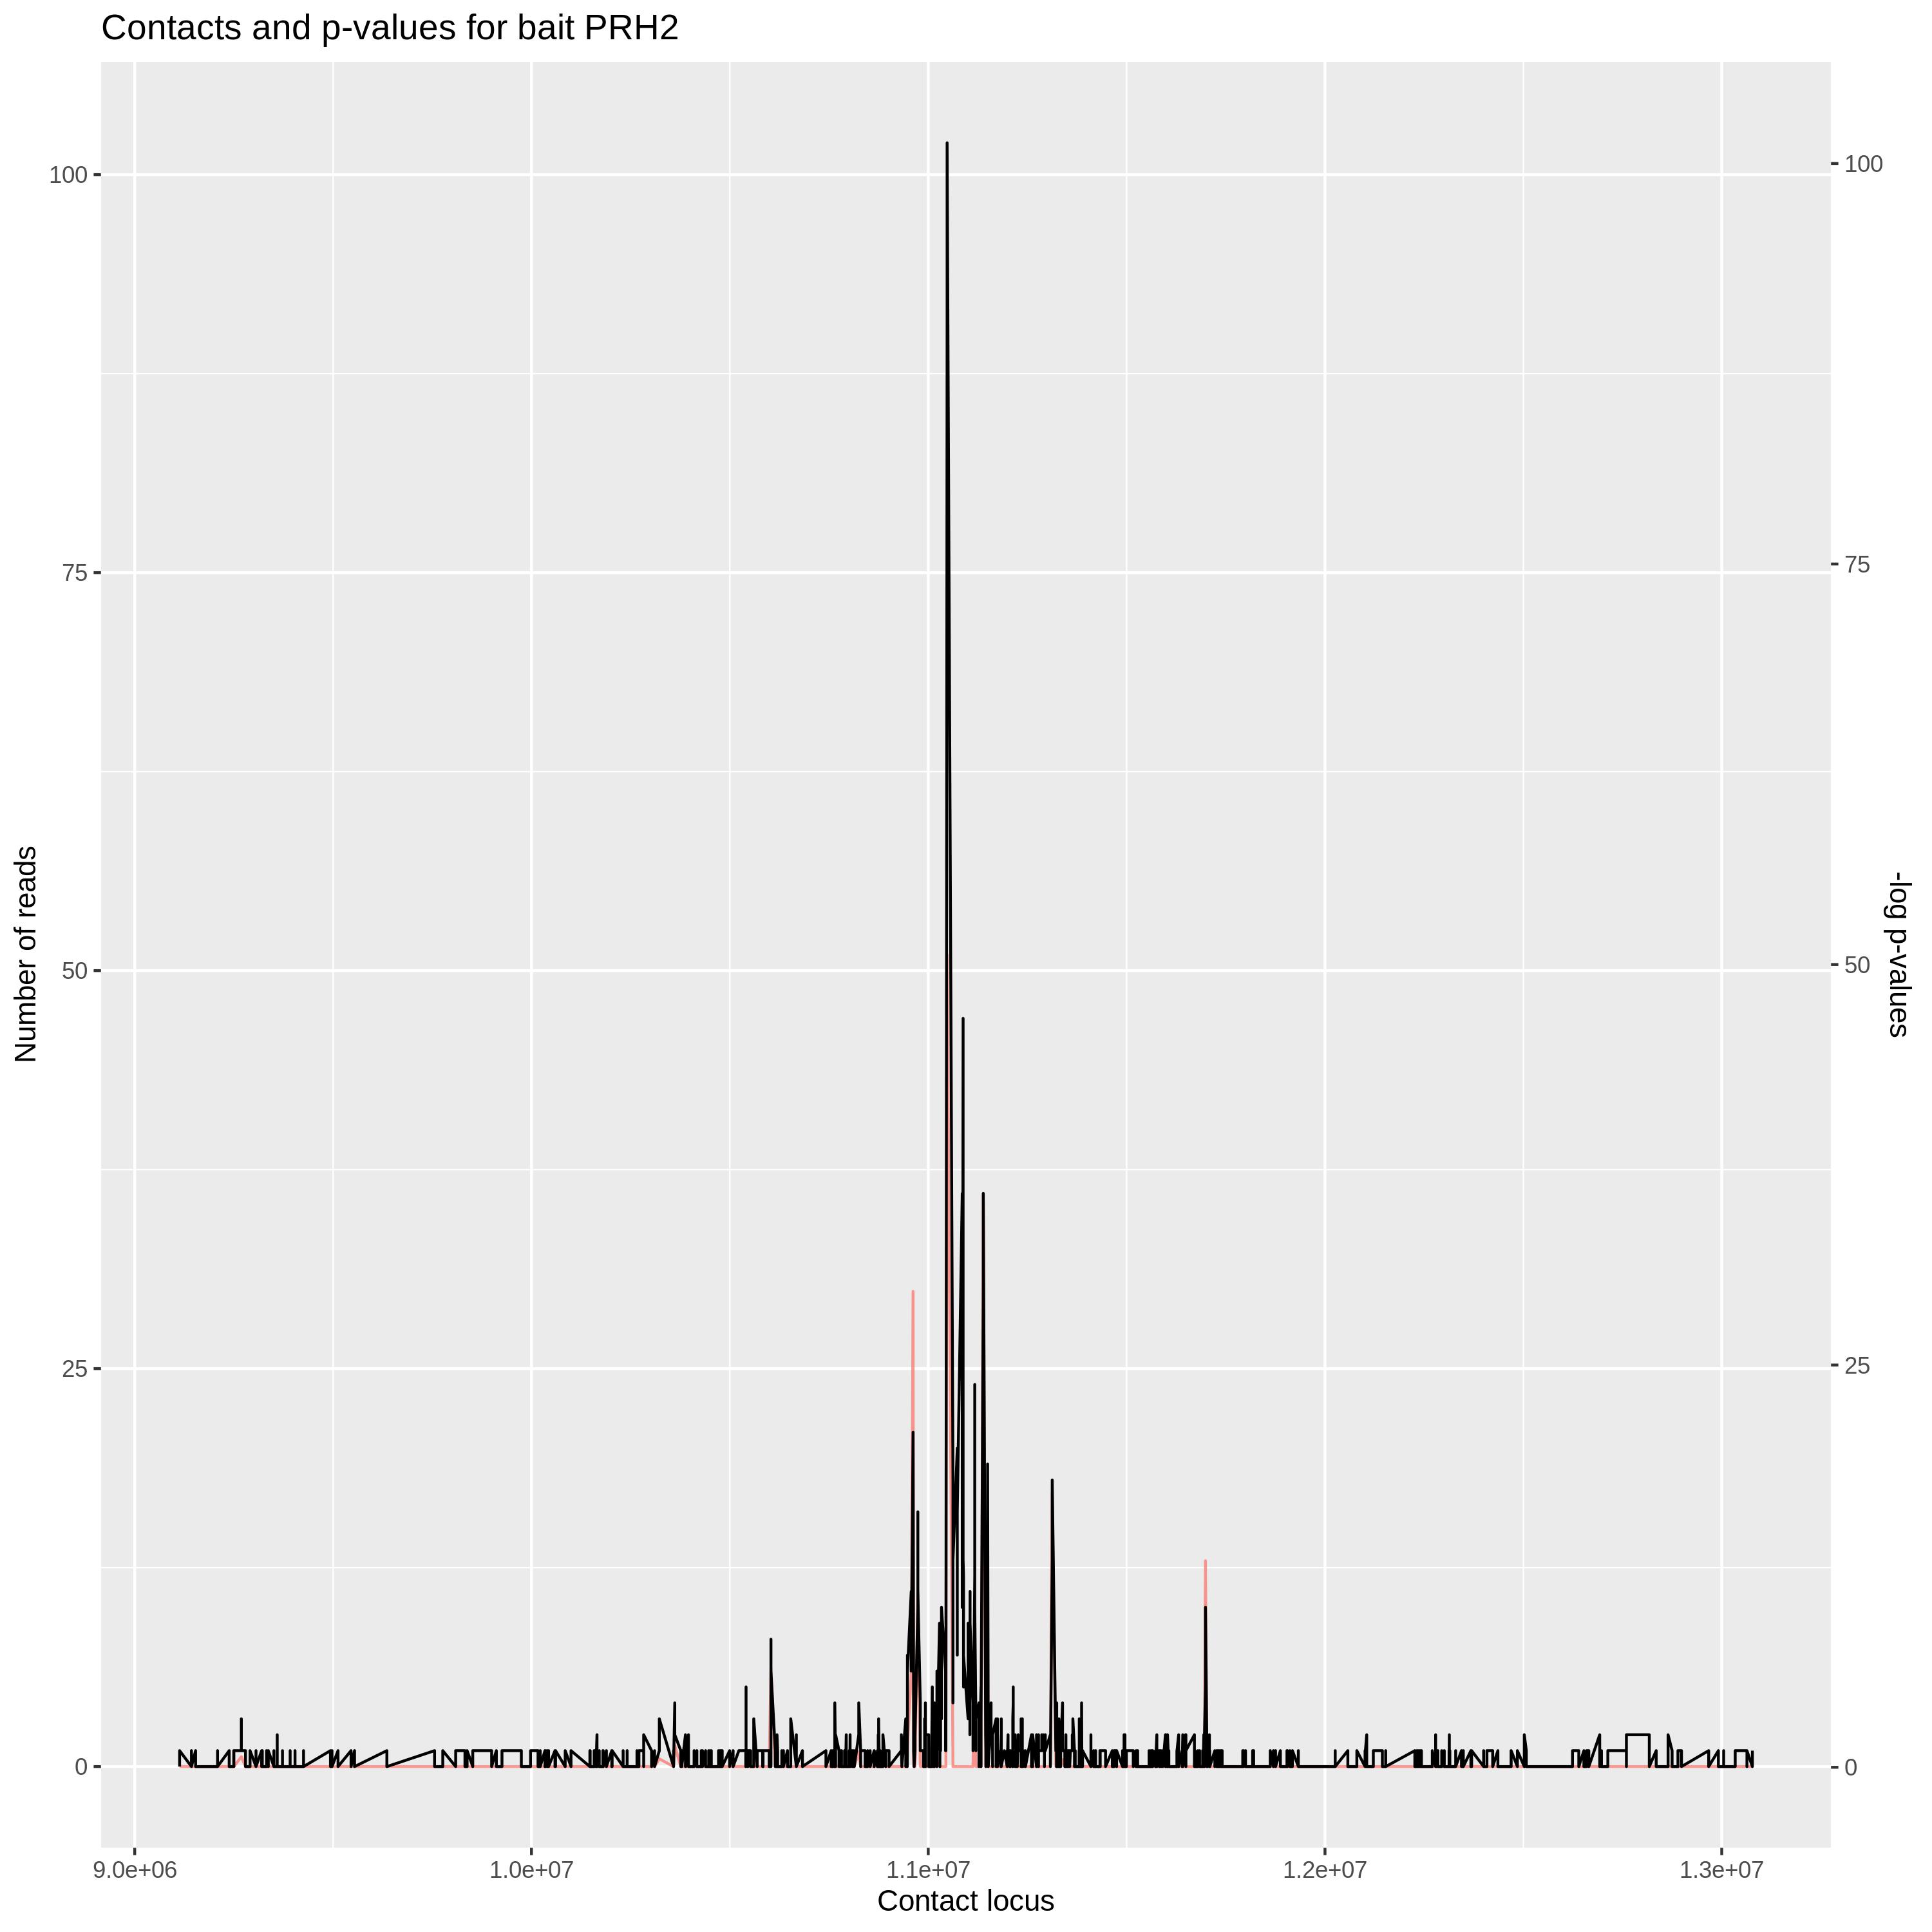 Contacts and p-values for bait PRH2
100
75
50
25
0
Number of reads
100
75
50
25
0
-log p-values
9.0e+06
1.0e+07
1.1e+07
1.2e+07
1.3e+07
Contact locus